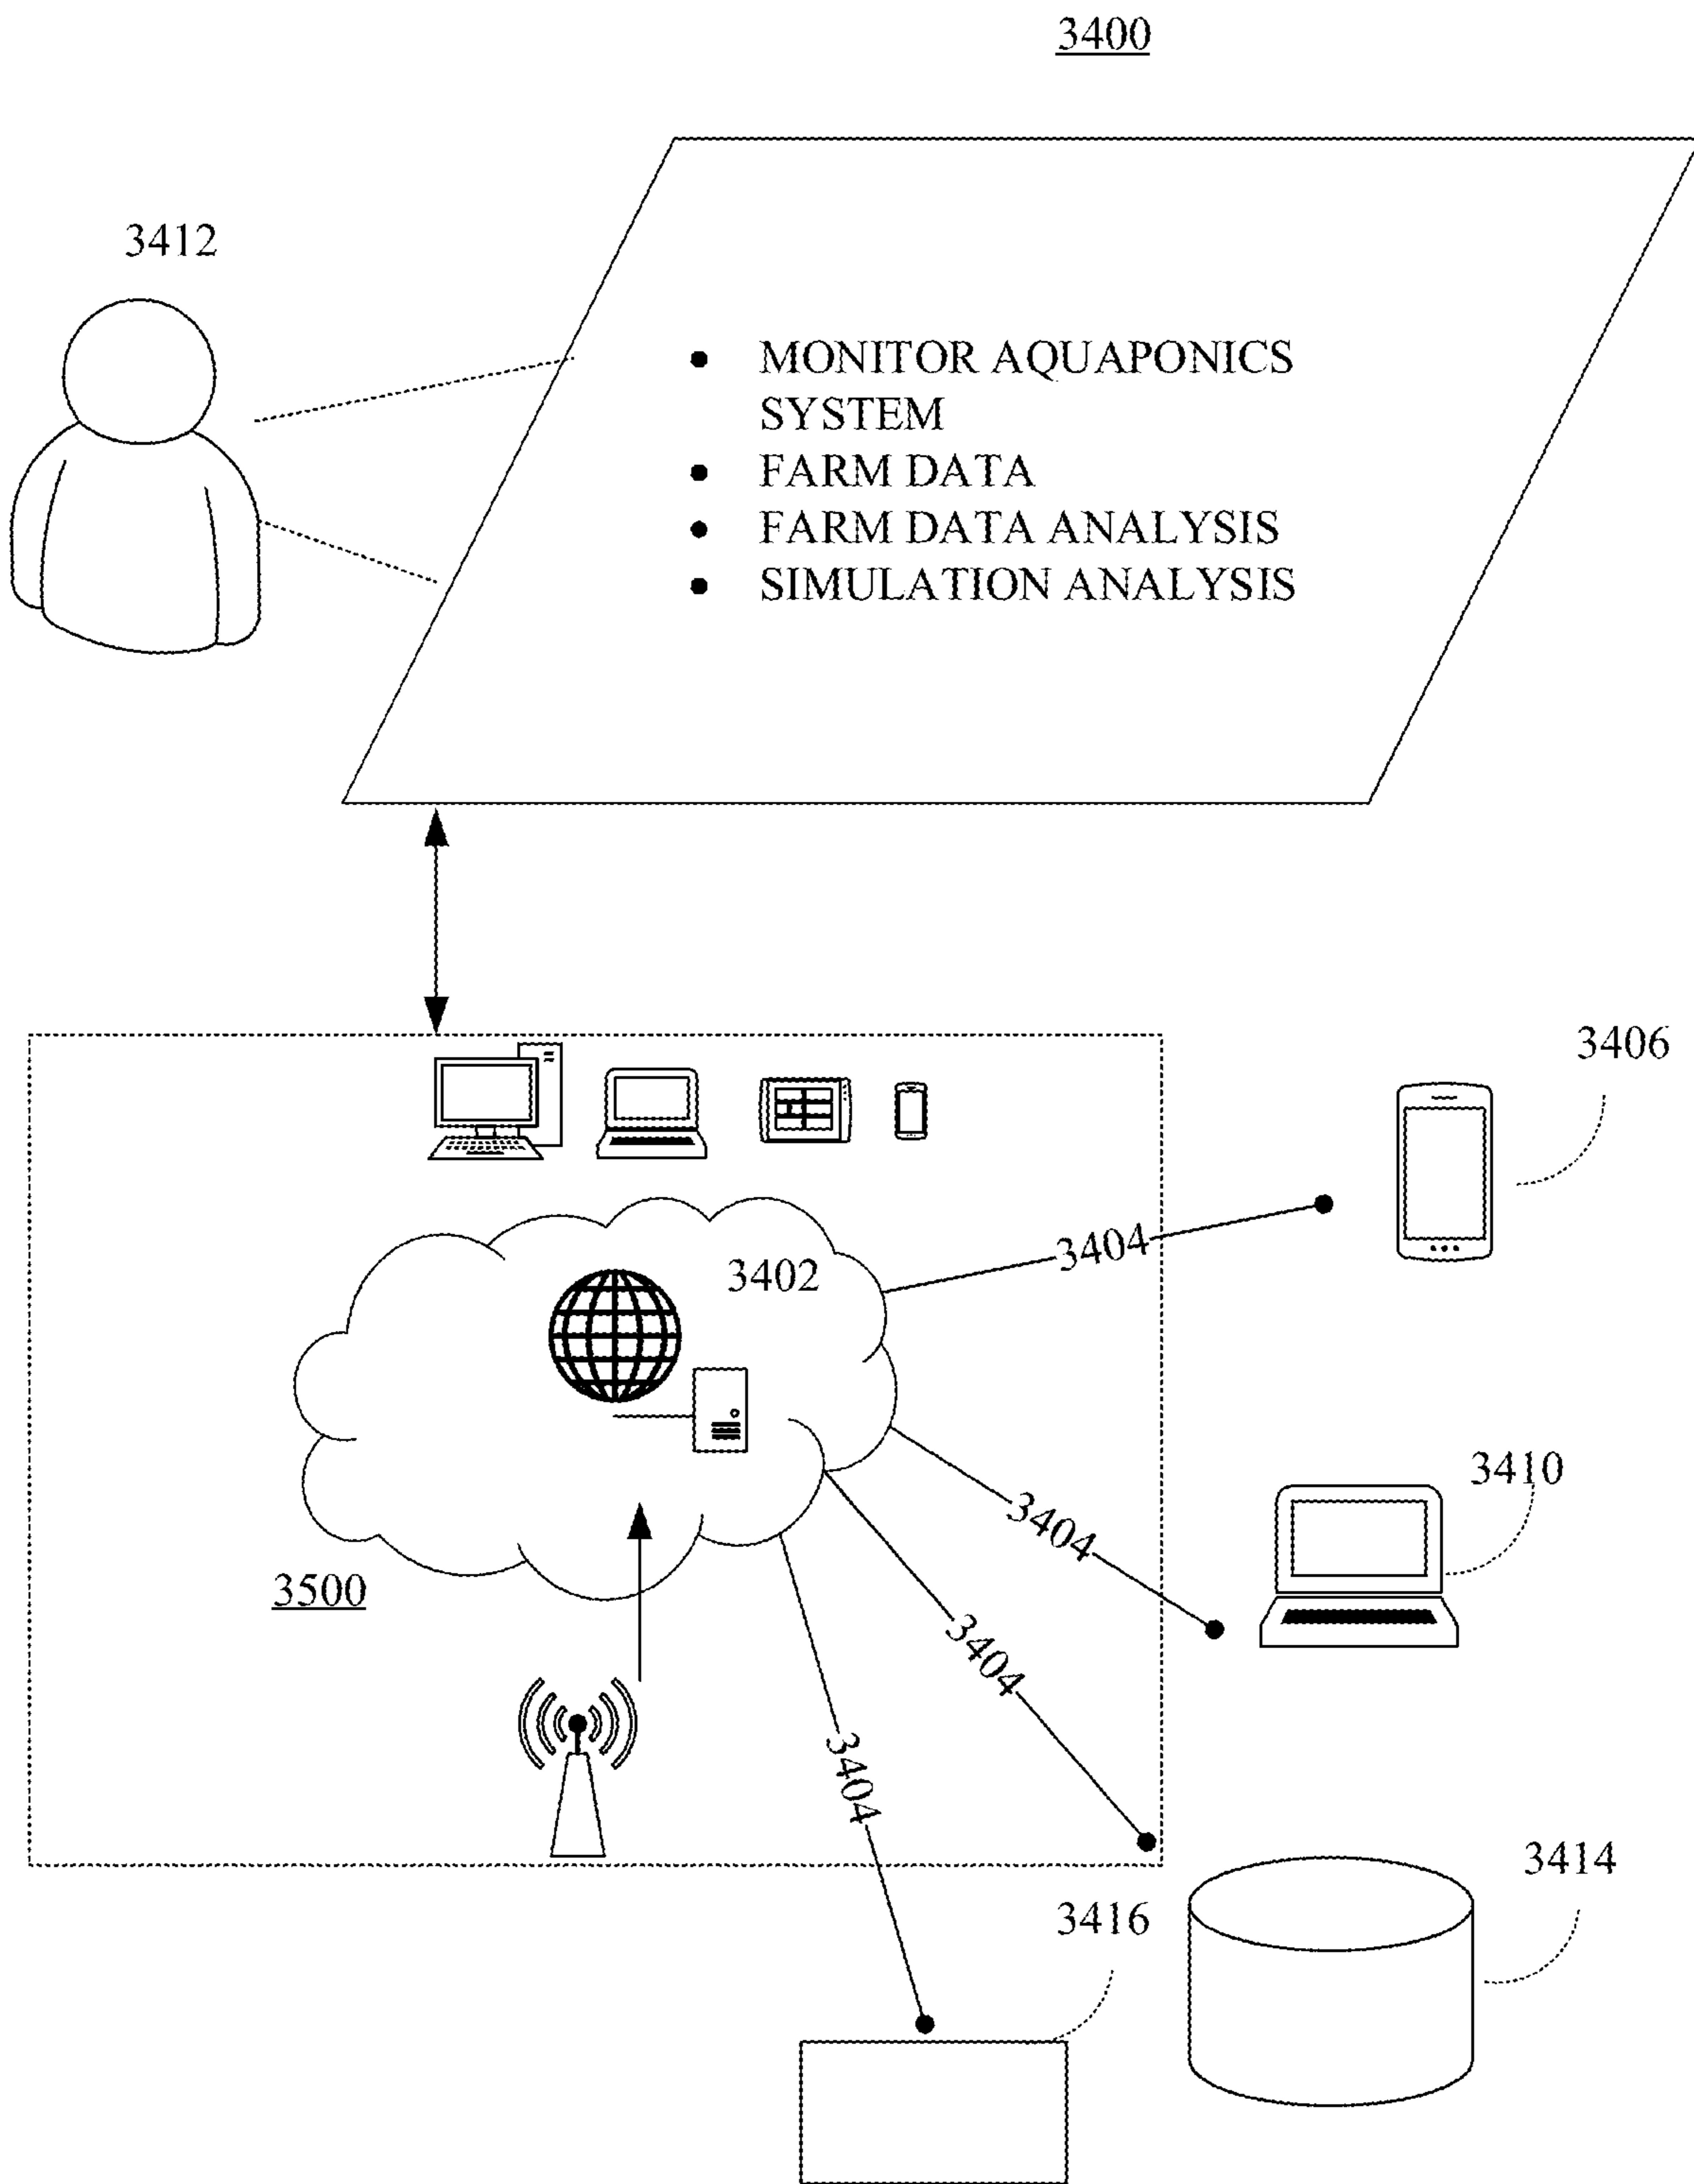 3400
3412
• MONITOR AQUAPONICS
SYSTEM
• FARM DATA
• FARM DATA ANALYSIS
• SIMULATION ANALYSIS
3406
3404
3402
3410
3404
3500
3404
3404
3414
3416